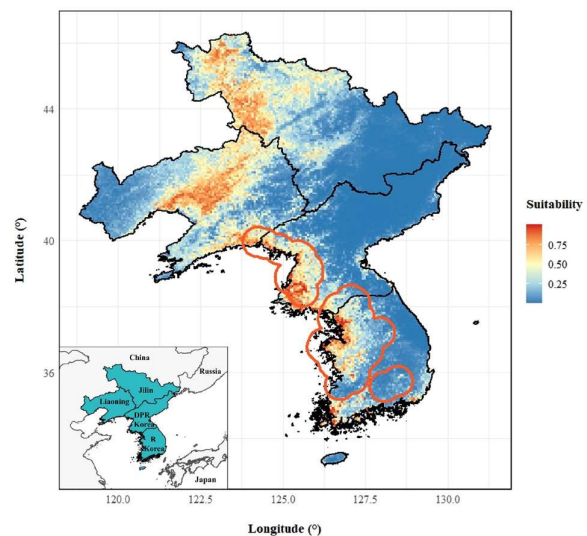 44
40
36
Latitude (°)
Suitability
0.75
0.50
0.25
China
Russia
Jilin
Liaoning
DPR
Korea
R
Korea
Japan
120.0 122.5 125.0 127.5 130.0
Longitude (°)